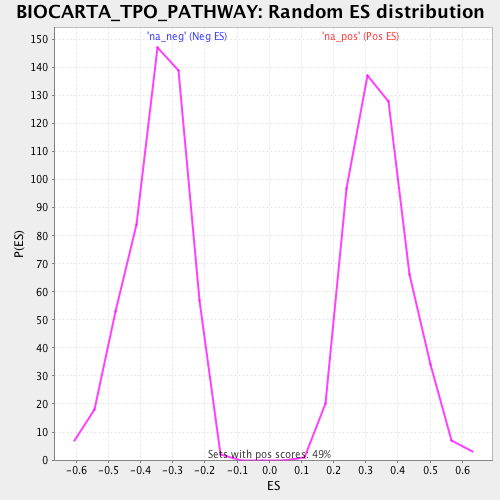 BIOCARTA_TPO_PATHWAY: Random ES distribution
'na_neg' (Neg ES) 'na_pos' (Pos ES)
150
140
130
120
110
100
90
80
70
60
50
40
30
20
10
0
P(ES)
Sets with pos scores: 49%
-0.6 -0.5 -0.4 -0.3 -0.2 -0.1 0.0 0.1 0.2 0.3 0.4 0.5 0.6
ES